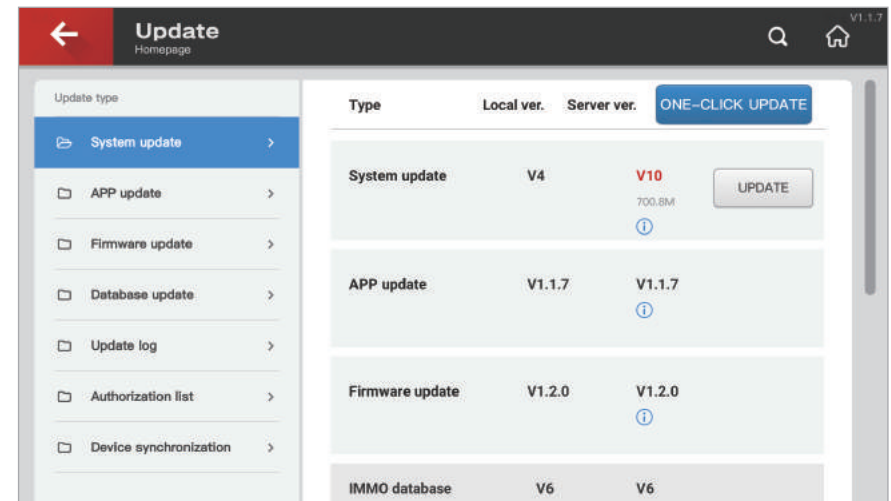 Update
Homepage
V1.1.7
Update type
System update
APP update
Firmware update
Database update
Update log
Authorization list
Device synchronization
Type Local ver. Server ver. ONE-CLICK UPDATE
System update V4 V10 UPDATE
700.8M
APP update V1.1.7 V1.1.7
Firmware update V1.2.0 V1.2.0
IMMO database V6 V6